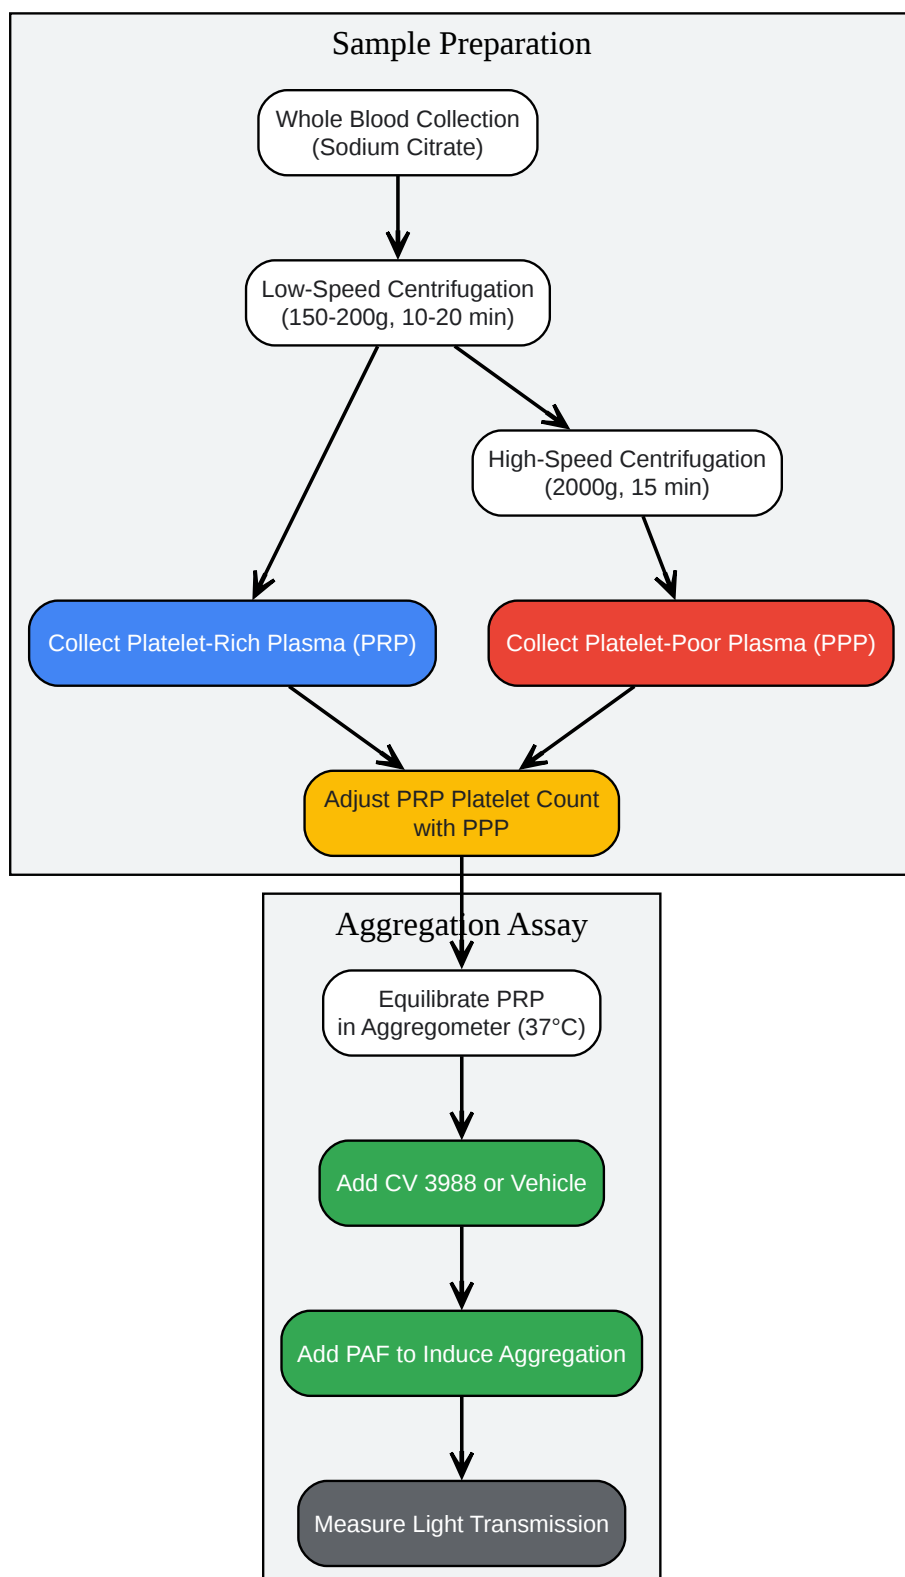 Sample Preparation
Whole Blood Collection
(Sodium Citrate)
Low-Speed Centrifugation
(150-200g, 10-20 min)
High-Speed Centrifugation
(2000g, 15 min)
Collect Platelet-Rich Plasma (PRP)
Collect Platelet-Poor Plasma (PPP)
Adjust PRP Platelet Count
with PPP
Aggregation Assay
Equilibrate PRP
in Aggregometer (37°C)
Add CV 3988 or Vehicle
Add PAF to Induce Aggregation
Measure Light Transmission